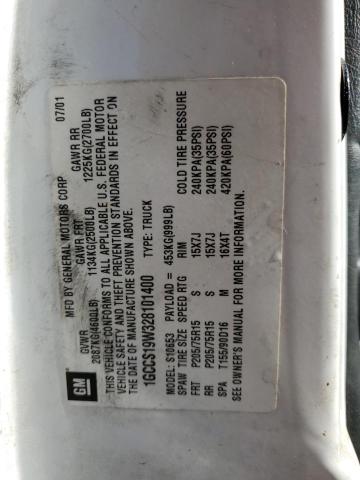 GM
MFD BY GENERAL MOTORS CORP 07/01
GVWR GAWR FRT GAWR RR
2087KG(4600LB) 1134KG(2500LB) 1225KG(2700LB)
THIS VEHICLE CONFORMS TO ALL APPLICABLE U.S. FEDERAL MOTOR
VEHICLE SAFETY AND THEFT PREVENTION STANDARDS IN EFFECT ON
THE DATE OF MANUFACTURE SHOWN ABOVE.
1GCCS19W328101400 TYPE: TRUCK
MODEL: S10653 PAYLOAD= 453KG(999LB)
SPAW TIRE SIZE SPEED RTG RIM COLD TIRE PRESSURE
FRT P205/75R15 S 15X7J 240KPA(35PSI)
RR P205/75R15 S 15X7J 240KPA(35PSI)
SPA T155/90D16 M 16X4T 420KPA(60PSI)
SEE OWNER'S MANUAL FOR MORE INFORMATION.